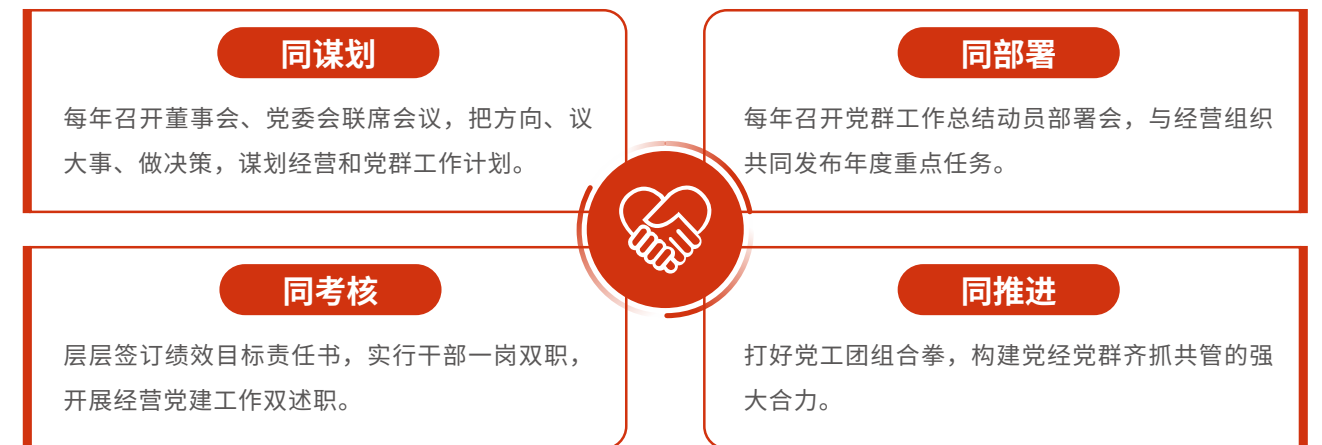 同谋划
每年召开董事会、党委会联席会议，把方向、议
大事、做决策，谋划经营和党群工作计划。
同部署
每年召开党群工作总结动员部署会，与经营组织
共同发布年度重点任务。
同考核
层层签订绩效目标责任书，实行干部一岗双职，
开展经营党建工作双述职。
同推进
打好党工团组合拳，构建党经党群齐抓共管的强
大合力。